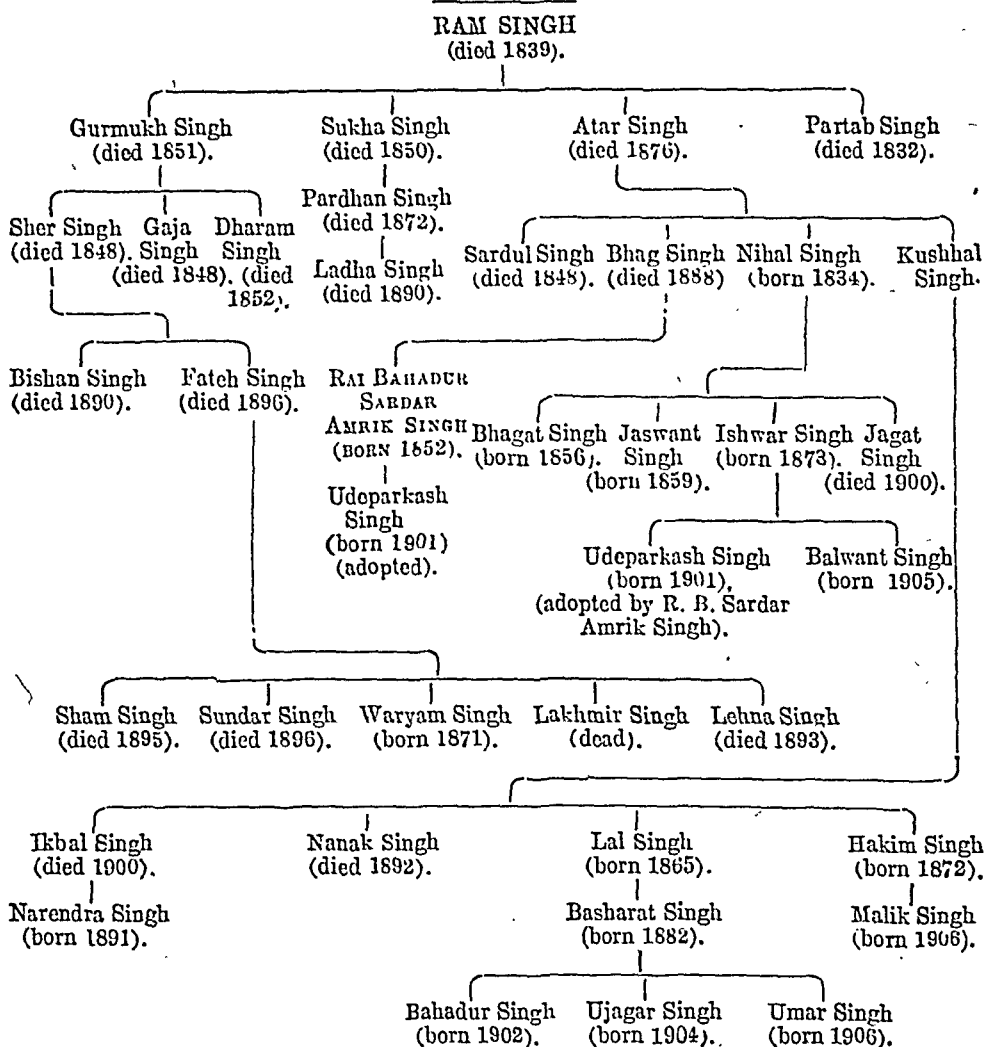 RAM SINGH
(died 1839).
Gurmukh Singh
(died 1851).
Sukha Singh
(died 1850).
Atar Singh
(died 1876).
Partab Singh
(died 1832).
Pardhan Singh
(died 1872).
Ladha Singh
(died 1890).
Sher Singh
(died 1848).
Gaja
Singh
(died 1848).
Dharam
Singh
(died
1852).
Sardul Singh
(died 1848).
Bhag Singh
(died 1888)
Nihal Singh
(born 1834).
Kushhal
Singh.
Bishan Singh
(died 1890).
Fateh Singh
(died 1896).
RAI BAHADUR
SARDAR
AMRIK SINGH
(BORN 1852).
Udeparkash
Singh
(born 1901)
(adopted).
Bhagat Singh
(born 1856).
Jaswant
Singh
(born 1859).
Ishwar Singh
(born 1873).
Jagat
Singh
(died 1900).
Udeparkash Singh
(born 1901),
(adopted by R. B. Sardar
Amrik Singh).
Balwant Singh
(born 1905).
Sham Singh
(died 1895).
Sundar Singh
(died 1896).
Waryam Singh
(born 1871).
Lakhmir Singh
(dead).
Lehna Singh
(died 1893).
Ikbal Singh
(died 1900).
Nanak Singh
(died 1892).
Lal Singh
(born 1865).
Hakim Singh
(born 1872).
Narendra Singh
(born 1891).
Basharat Singh
(born 1882).
Malik Singh
(born 1906).
Bahadur Singh
(born 1902).
Ujagar Singh
(born 1904).
Umar Singh
(born 1906).